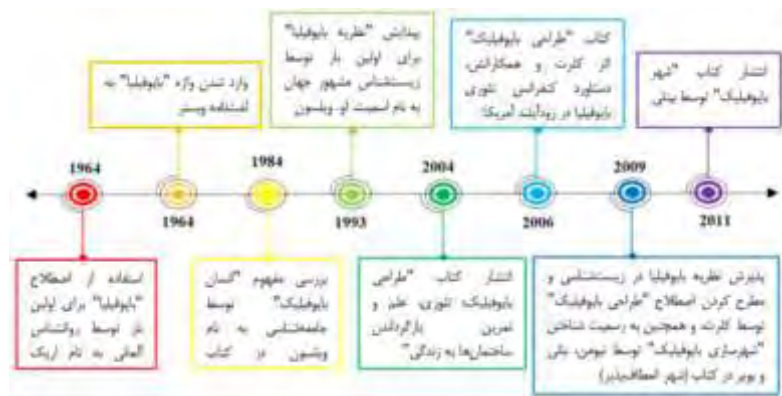 پیدایش "نظریه بایوفیلیا"
برای اولین بار توسط
زیست‌شناس مشهور جهان
به نام اسمیت او. ویلسون
کتاب "طراحی بایوفیلیک"
اثر کلرت و همکارانش،
دستاورد کنفرانس تئوری
بایوفیلیا در رودآیلند آمریکا
انتشار کتاب "شهر
بایوفیلیک" توسط بیتلی
وارد شدن واژه "بایوفیلیا" به
وبستر
1964
1984
2004
2009
1964
1993
2006
2011
استفاده از اصطلاح
"بایوفیلیا" برای اولین
بار توسط روانشناس
آلمانی به نام اریک
بررسی مفهوم "انسان
بایوفیلیک" توسط
جامعه‌شناسی به نام
ویلسون در کتاب
انتشار کتاب "طراحی
بایوفیلیک: تئوری، علم و
تمرین بازگرداندن
ساختمان‌ها به زندگی"
پذیرش نظریه بایوفیلیا در زیست‌شناسی و
مطرح کردن اصطلاح "طراحی بایوفیلیک"
توسط کلرت، و همچنین به رسمیت شناختن
"شهرسازی بایوفیلیک" توسط نیومن، بیتلی
و بویر در کتاب (شهر انعطاف‌پذیر)